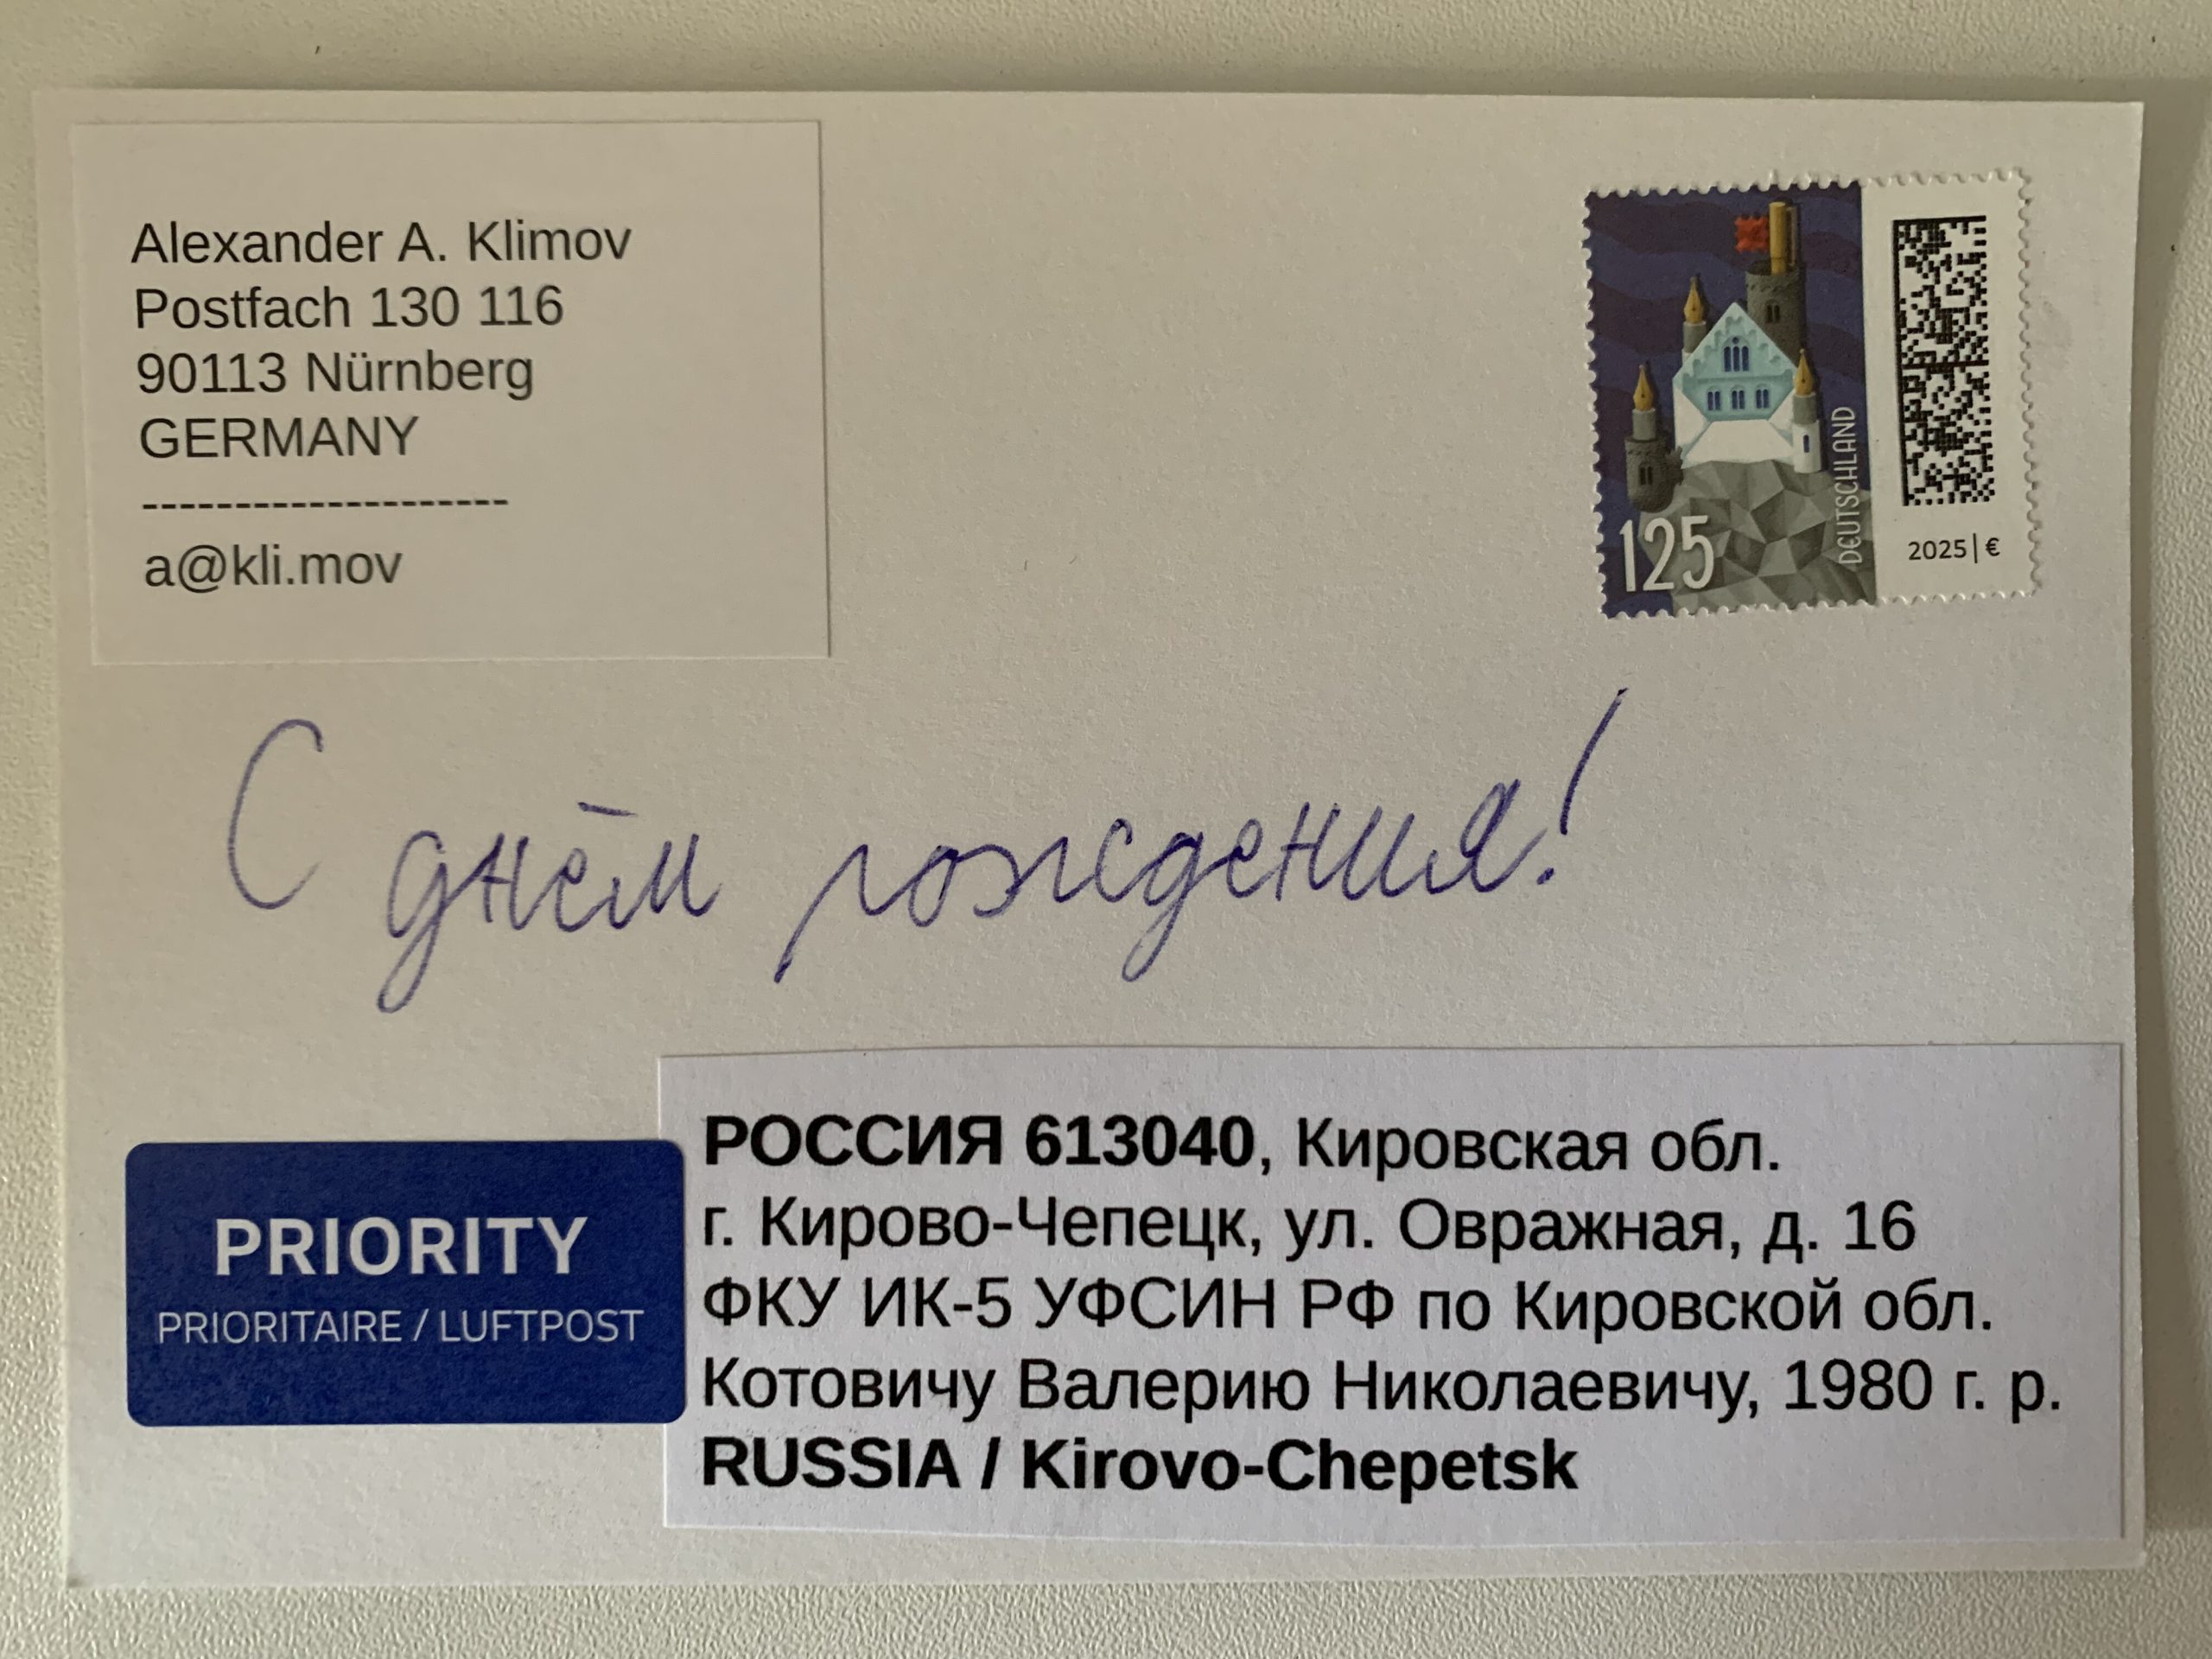 Alexander A. Klimov
Postfach 130 116
90113 Nürnberg
GERMANY
--------------------
a@kli.mov
125
DEUTSCHLAND
2025|€
С днём рождения!
PRIORITY
PRIORITAIRE / LUFTPOST
РОССИЯ 613040, Кировская обл.
г. Кирово-Чепецк, ул. Овражная, д. 16
ФКУ ИК-5 УФСИН РФ по Кировской обл.
Котовичу Валерию Николаевичу, 1980 г. р.
RUSSIA / Kirovo-Chepetsk